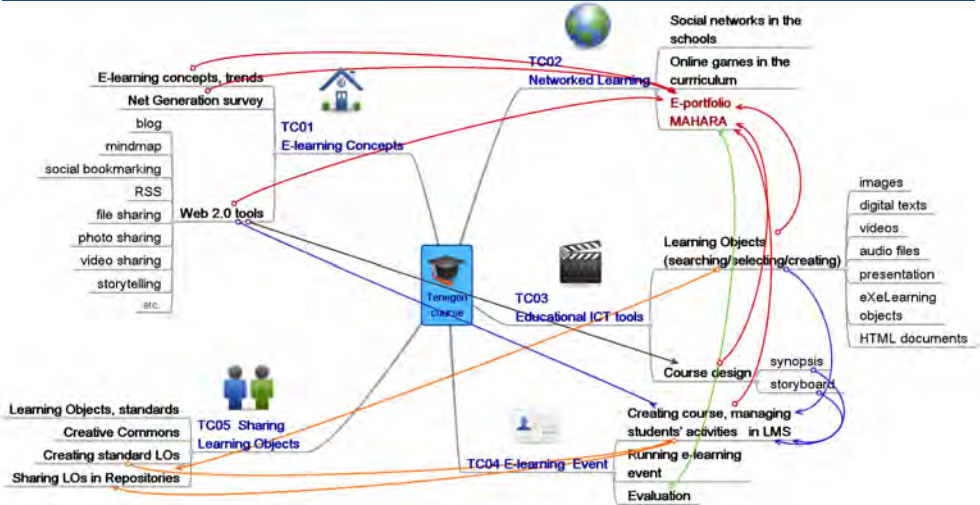 Social networks in the
schools
TC02
Networked Learning
Online games in the
currriculum
E-portfolio
MAHARA
E-learning concepts, trends
Net Generation survey
TC01
E-learning Concepts
blog
mindmap
social bookmarking
RSS
file sharing
Web 2.0 tools
photo sharing
video sharing
storytelling
etc.
Tenegen
course
TC03
Educational ICT tools
Learning Objects
(searching/selecting/creating)
images
digital texts
videos
audio files
presentation
eXeLearning
objects
HTML documents
Course design
synopsis
storyboard
TC05 Sharing
Learning Objects
Learning Objects, standards
Creative Commons
Creating standard LOs
Sharing LOs in Repositories
TC04 E-learning Event
Creating course, managing
students' activities in LMS
Running e-learning
event
Evaluation